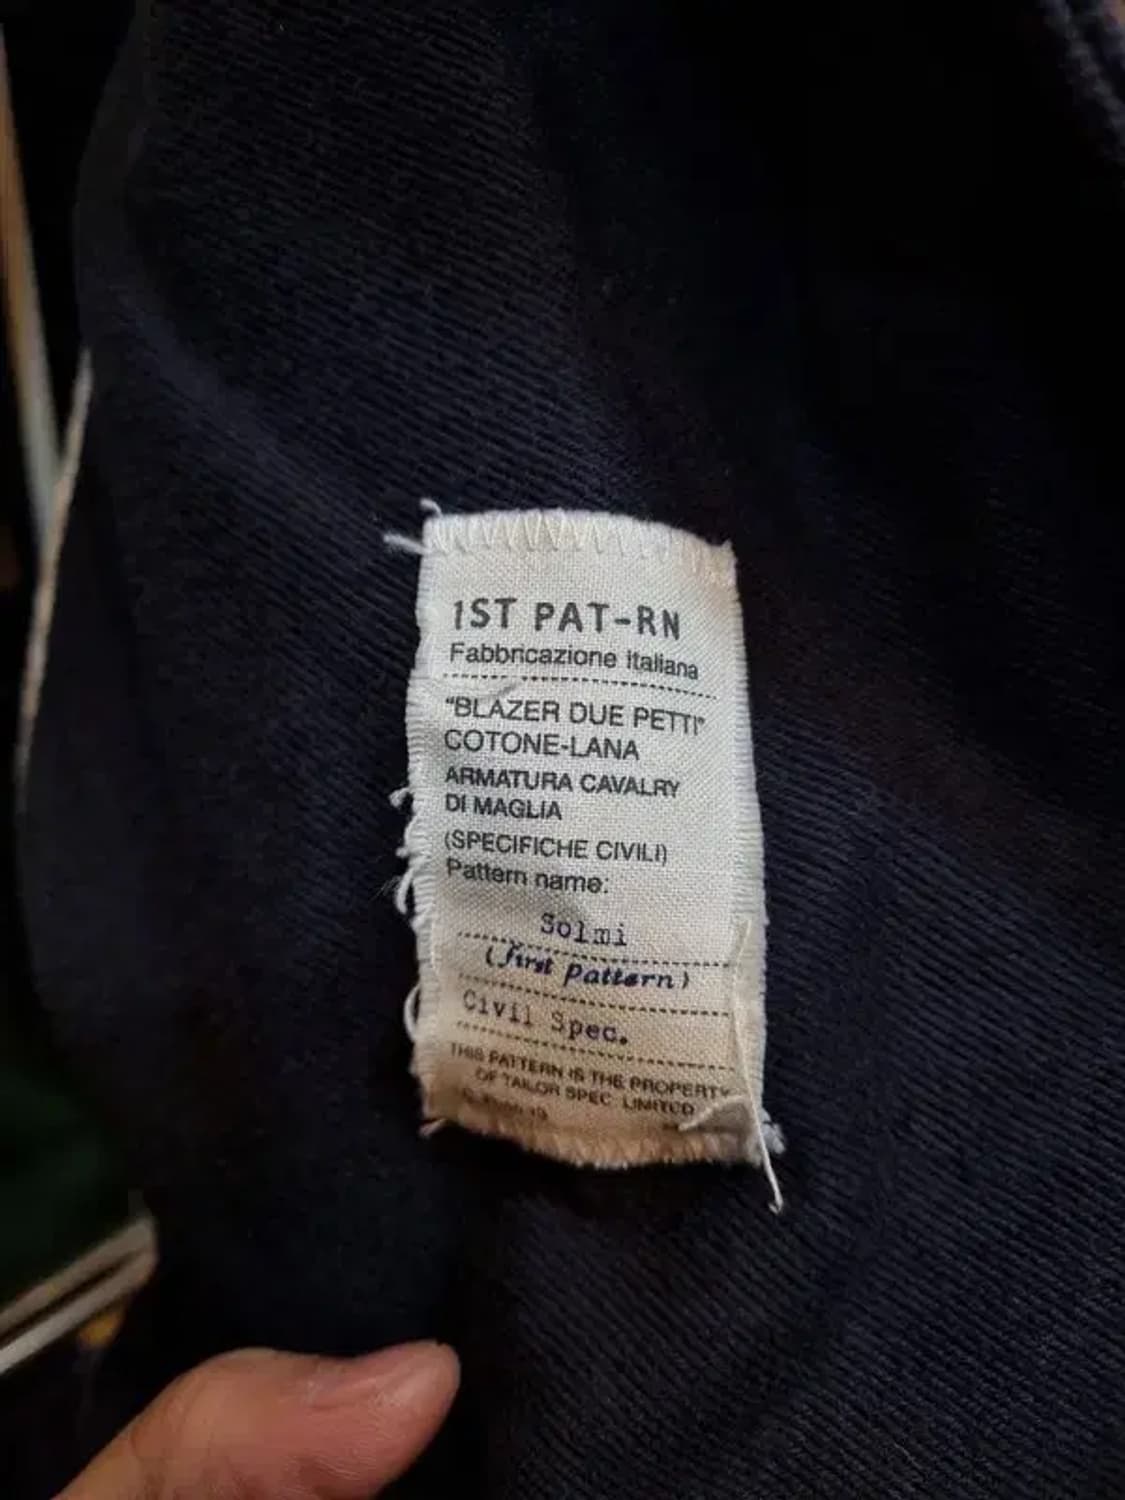 1ST PAT-RN
Fabbricazione Italiana
"BLAZER DUE PETTI"
COTONE-LANA
ARMATURA CAVALRY
DI MAGLIA
(SPECIFICHE CIVILI)
Pattern name:
Solmi
(first pattern)
Civil Spec.
THIS PATTERN IS THE PROPERTY
OF TAILOR SPEC LIMITED